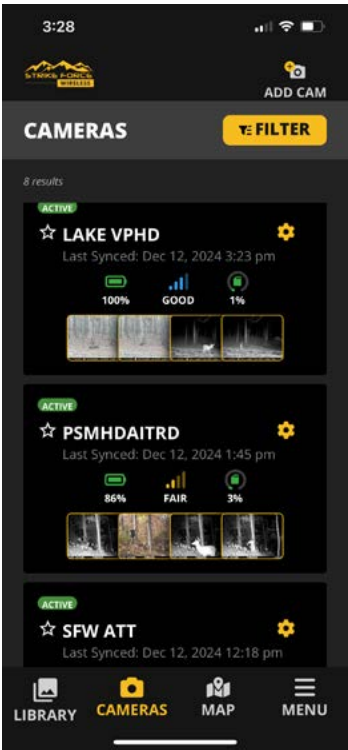 3:28
STRIKE FORCE
WIRELESS
ADD CAM
CAMERAS
FILTER
8 results
ACTIVE
LAKE VPHD
Last Synced: Dec 12, 2024 3:23 pm
100% GOOD 1%
ACTIVE
PSMHDAITRD
Last Synced: Dec 12, 2024 1:45 pm
86% FAIR 3%
ACTIVE
SFW ATT
Last Synced: Dec 12, 2024 12:18 pm
LIBRARY CAMERAS MAP MENU